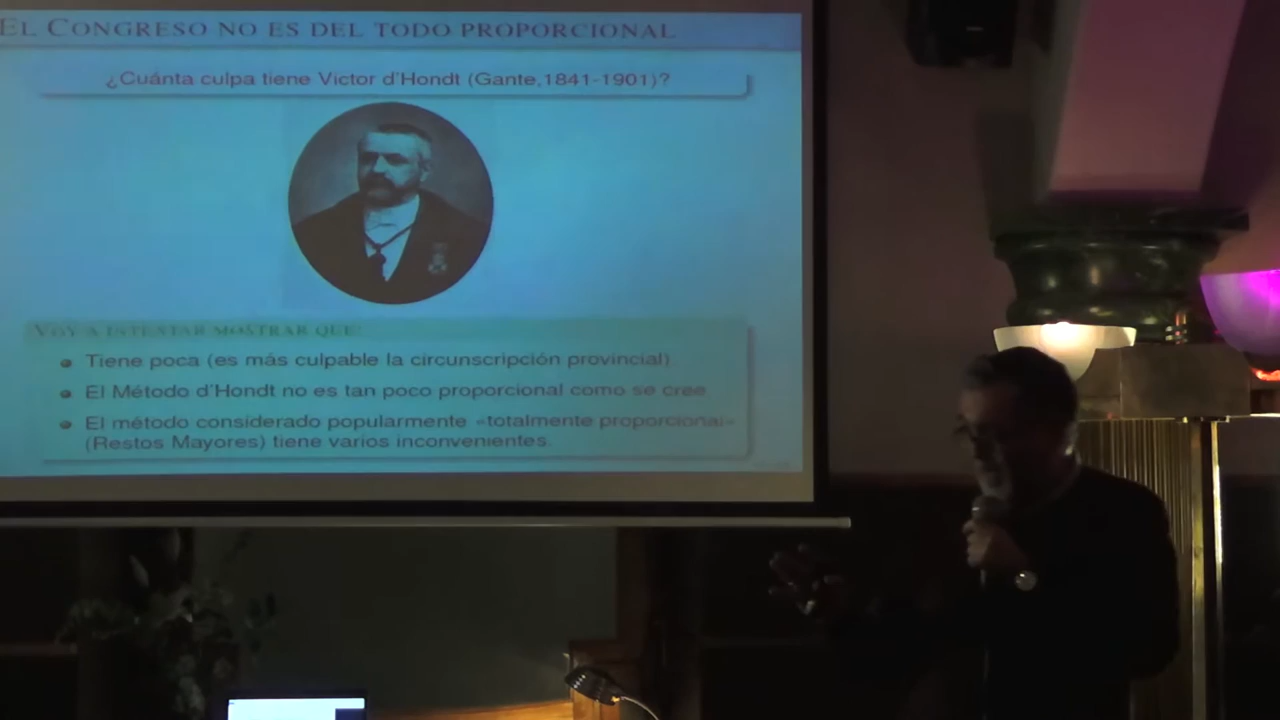 EL CONGRESO NO ES DEL TODO PROPORCIONAL
¿Cuánta culpa tiene Victor d'Hondt (Gante,1841-1901)?
VOY A INTENTAR MOSTRAR QUE:
Tiene poca (es más culpable la circunscripción provincial).
El Método d'Hondt no es tan poco proporcional como se cree
El método considerado popularmente «totalmente proporcional»
(Restos Mayores) tiene varios inconvenientes.